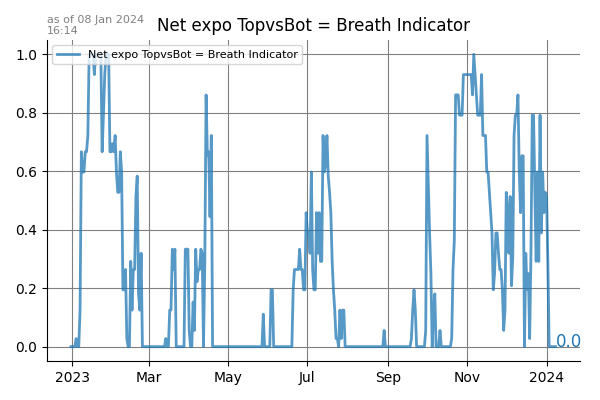 as of 08 Jan 2024
16:14
Net expo TopvsBot = Breath Indicator
Net expo TopvsBot = Breath Indicator
1.0
0.8
0.6
0.4
0.2
0.0
0.0
2023 Mar May Jul Sep Nov 2024